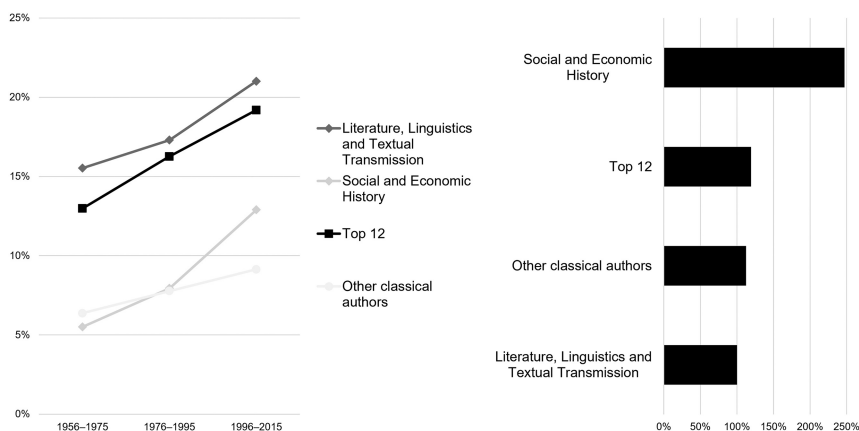 25%
20%
15%
10%
5%
0%
1956–1975
1976–1995
1996–2015
Literature, Linguistics
and Textual
Transmission
Social and Economic
History
Top 12
Other classical
authors
Social and Economic
History
Top 12
Other classical authors
Literature, Linguistics and
Textual Transmission
0%
50%
100%
150%
200%
250%